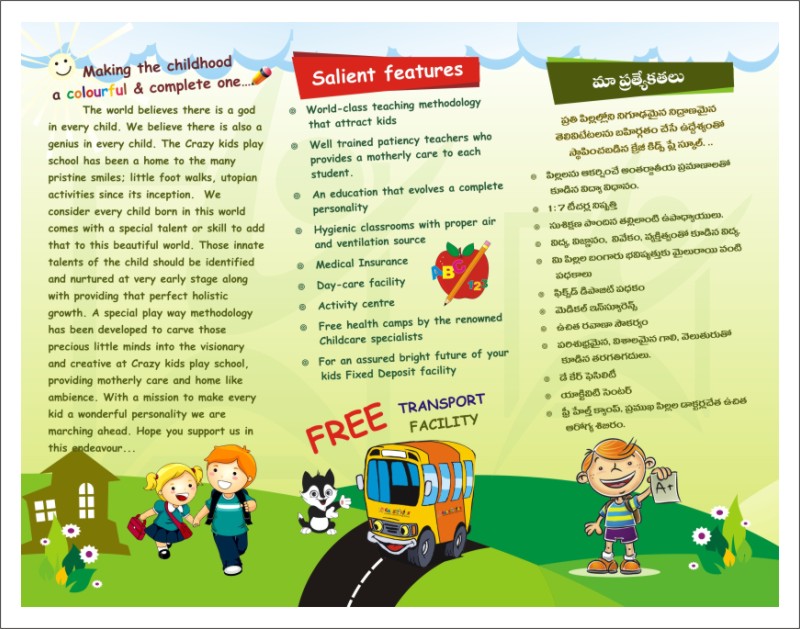 Making the childhood
a colourful & complete one....
The world believes there is a god
in every child. We believe there is also a
genius in every child. The Crazy kids play
school has been a home to the many
pristine smiles; little foot walks, utopian
activities since its inception. We
consider every child born in this world
comes with a special talent or skill to add
that to this beautiful world. Those innate
talents of the child should be identified
and nurtured at very early stage along
with providing that perfect holistic
growth. A special play way methodology
has been developed to carve those
precious little minds into the visionary
and creative at Crazy kids play school,
providing motherly care and home like
ambience. With a mission to make every
kid a wonderful personality we are
marching ahead. Hope you support us in
this endeavour...
Salient features
World-class teaching methodology
that attract kids
Well trained patiency teachers who
provides a motherly care to each
student.
An education that evolves a complete
personality
Hygienic classrooms with proper air
and ventilation source
Medical Insurance
Day-care facility
Activity centre
Free health camps by the renowned
Childcare specialists
For an assured bright future of your
kids Fixed Deposit facility
ABC
123
FREE TRANSPORT
FACILITY
మా ప్రత్యేకతలు
ప్రతి పిల్లల్లోని నిగూఢమైన నిద్రాణమైన
తెలివితేటలను బహిర్గతం చేసే ఉద్దేశ్యంతో
స్థాపించబడిన క్రేజీ కిడ్స్ ప్లే స్కూల్. ..
పిల్లలను ఆకర్షించే అంతర్జాతీయ ప్రమాణాలతో
కూడిన విద్యా విధానం.
1:7 టీచర్ల నిష్పత్తి
సుశిక్షణ పొందిన తల్లిలాంటి ఉపాధ్యాయులు.
విద్య, విజ్ఞానం, వివేకం, వ్యక్తిత్వంతో కూడిన విద్య.
మీ పిల్లల బంగారు భవిష్యత్తుకు మైలురాయి వంటి
పథకాలు
ఫిక్స్‌డ్ డిపాజిట్ పథకం
మెడికల్ ఇన్‌స్యూరెన్స్
ఉచిత రవాణా సౌకర్యం
పరిశుభ్రమైన, విశాలమైన గాలి, వెలుతురుతో
కూడిన తరగతిగదులు.
డే కేర్ ఫెసిలిటీ
యాక్టివిటీ సెంటర్
ఫ్రీ హెల్త్ క్యాంప్, ప్రముఖ పిల్లల డాక్టర్లచేత ఉచిత
ఆరోగ్య శిబిరం.
A+